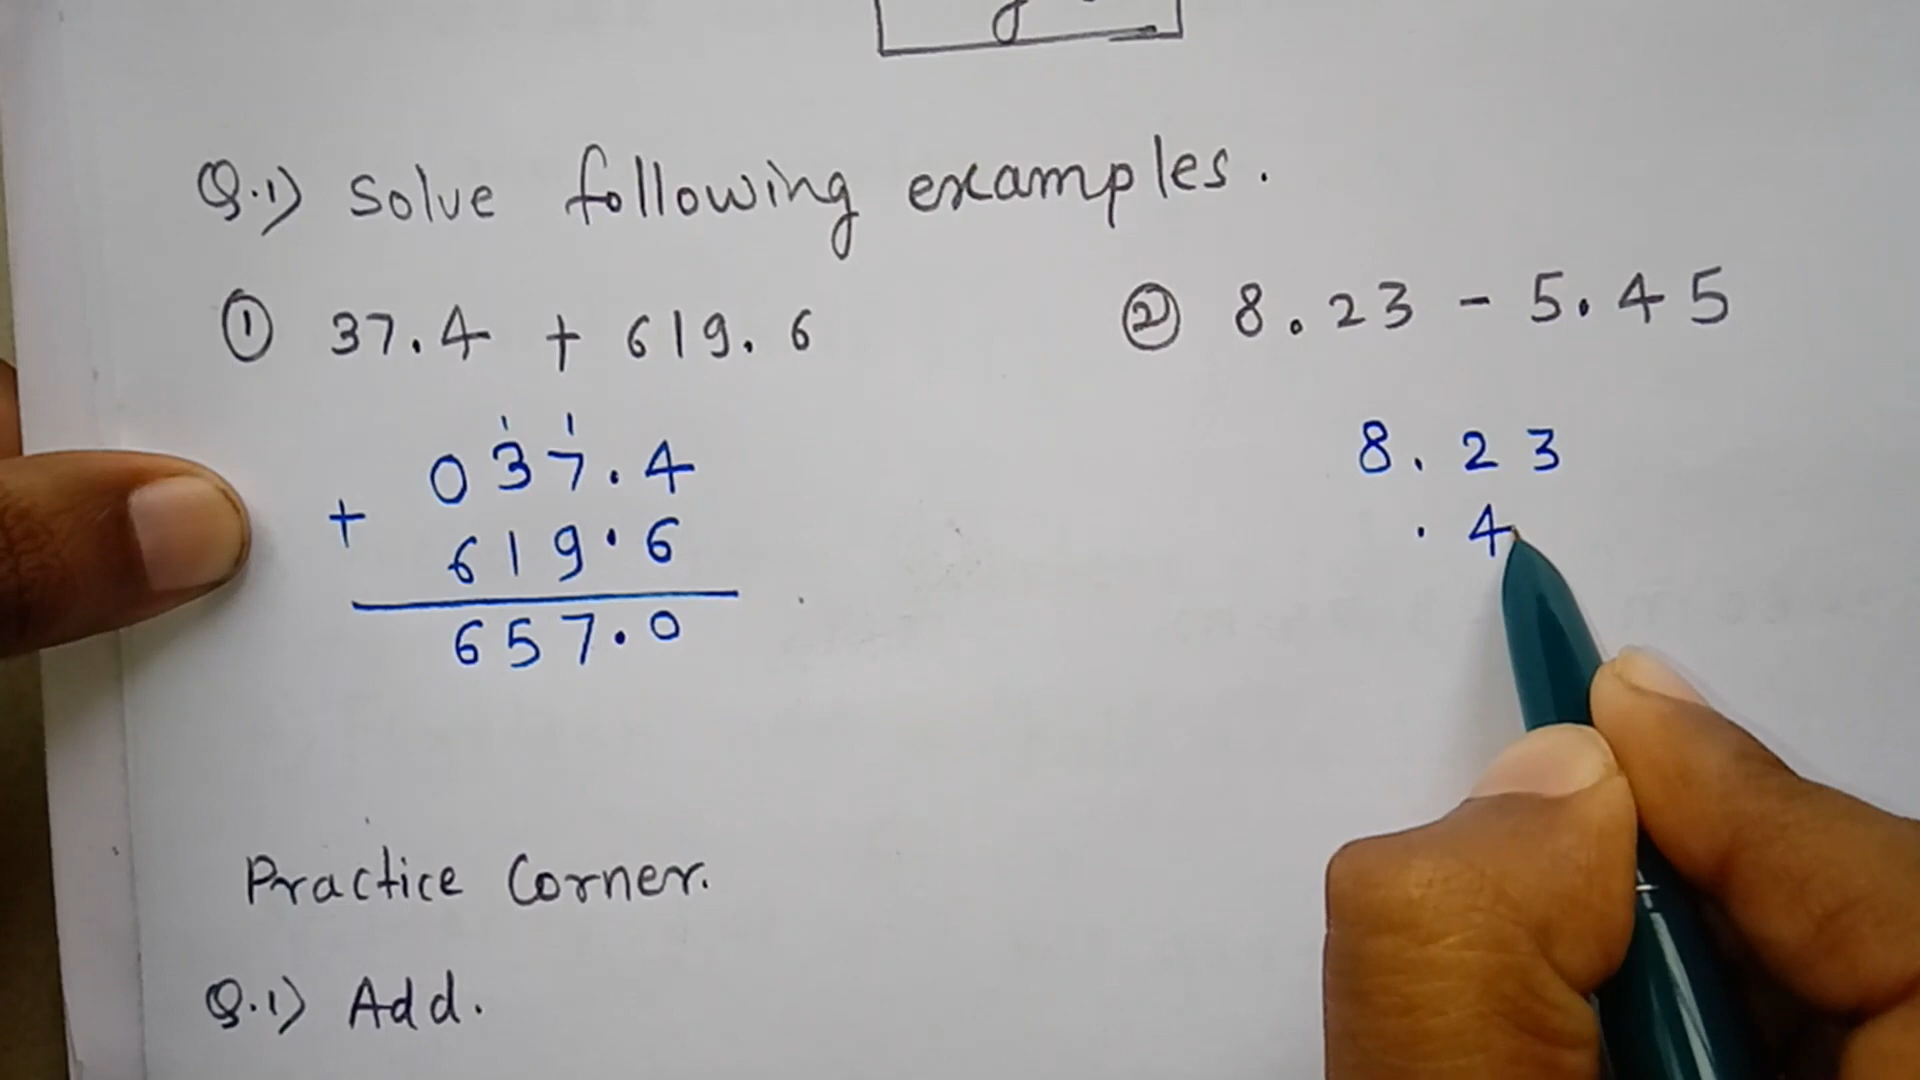 Q.1) Solve following examples.
① 37.4 + 619.6
② 8.23 - 5.45
1 1
037.4
+ 619.6
657.0
8.23
.4
Practice Corner.
Q.1) Add.